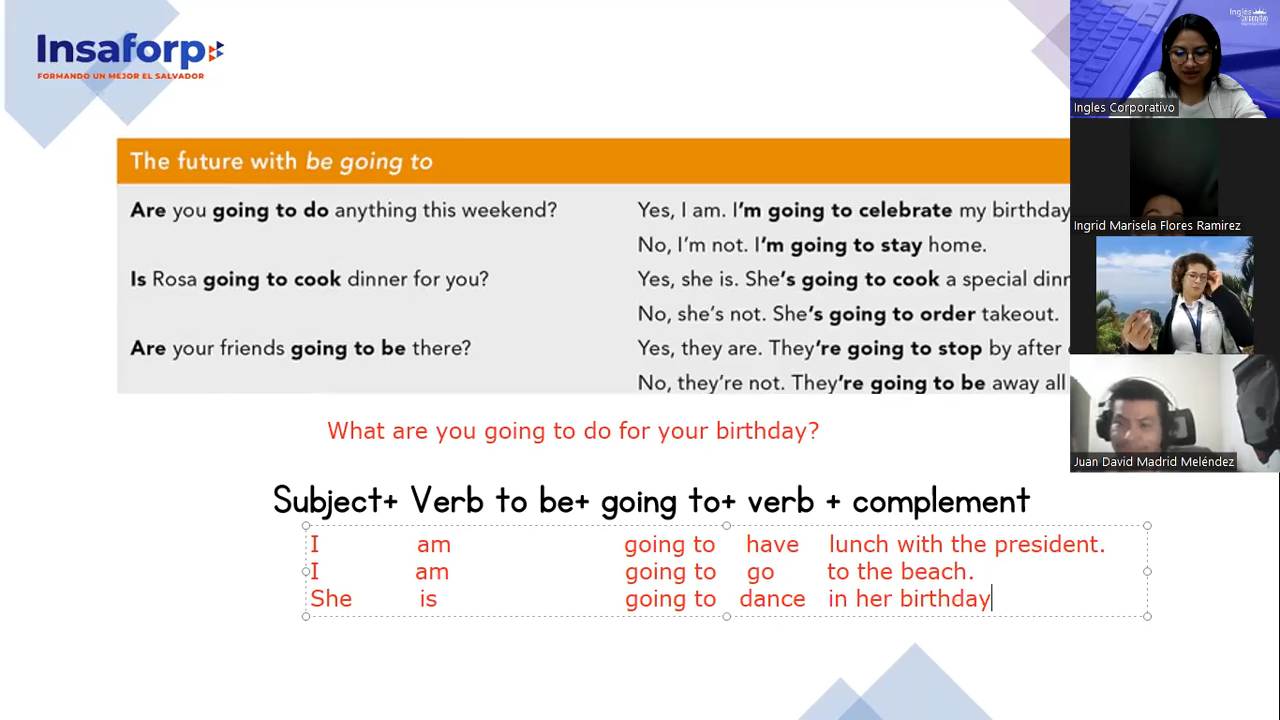 Insaforp
FORMANDO UN MEJOR EL SALVADOR
The future with be going to
Are you going to do anything this weekend?
Yes, I am. I'm going to celebrate my birthday
No, I'm not. I'm going to stay home.
Is Rosa going to cook dinner for you?
Yes, she is. She's going to cook a special
No, she's not. She's going to order takeout.
Are your friends going to be there?
Yes, they are. They're going to stop by after
No, they're not. They're going to be away all
What are you going to do for your birthday?
Subject+ Verb to be+ going to+ verb + complement
I am going to have lunch with the president.
I am going to go to the beach.
She is going to dance in her birthday
Ingles Corporativo
Ingrid Marisela Flores Ramirez
Juan David Madrid Meléndez